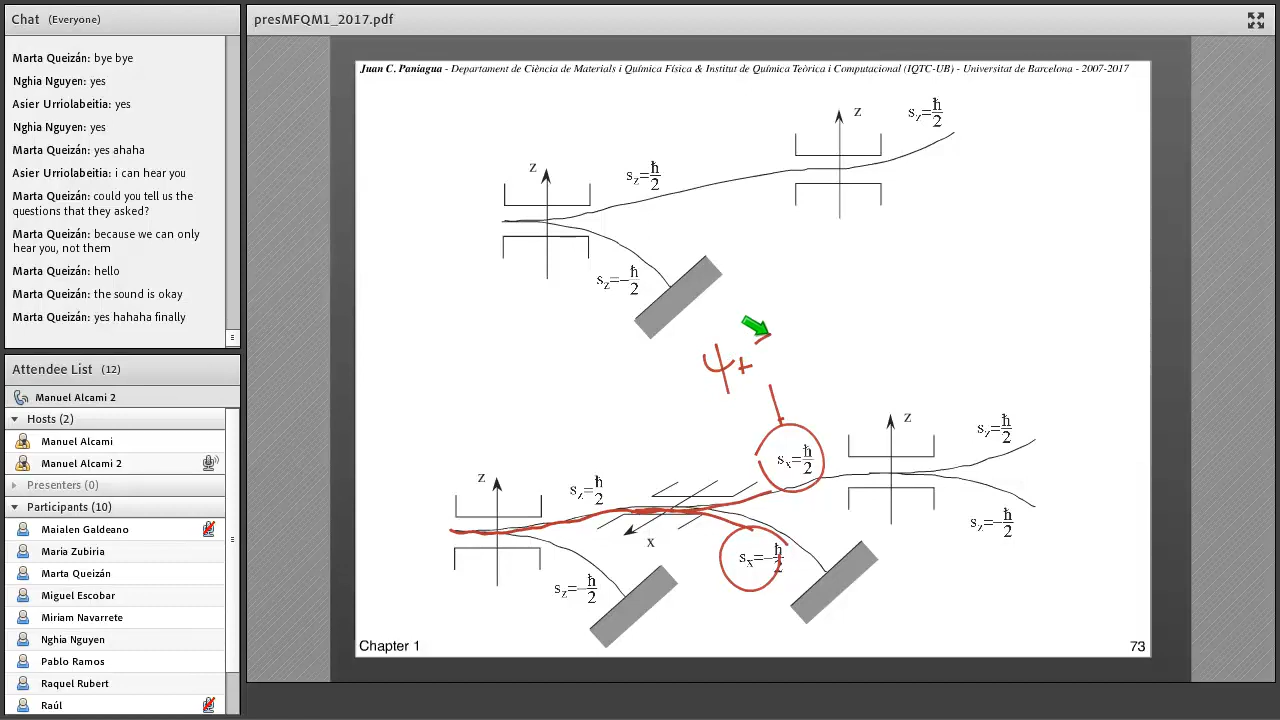 Chat (Everyone)
Marta Queizán: bye bye
Nghia Nguyen: yes
Asier Urriolabeitia: yes
Nghia Nguyen: yes
Marta Queizán: yes ahaha
Asier Urriolabeitia: i can hear you
Marta Queizán: could you tell us the
questions that they asked?
Marta Queizán: because we can only
hear you, not them
Marta Queizán: hello
Marta Queizán: the sound is okay
Marta Queizán: yes hahaha finally
Attendee List (12)
Manuel Alcami 2
Hosts (2)
Manuel Alcami
Manuel Alcami 2
Presenters (0)
Participants (10)
Maialen Galdeano
Maria Zubiria
Marta Queizán
Miguel Escobar
Miriam Navarrete
Nghia Nguyen
Pablo Ramos
Raquel Rubert
Raúl
presMFQM1_2017.pdf
Juan C. Paniagua - Departament de Ciència de Materials i Química Física & Institut de Química Teòrica i Computacional (IQTC-UB) - Universitat de Barcelona - 2007-2017
z
s_z=ħ/2
z
s_z=ħ/2
s_z=−ħ/2
ψ+
z
s_z=ħ/2
s_z=−ħ/2
x
s_x=ħ/2
s_x=−ħ/2
z
s_z=ħ/2
s_z=−ħ/2
Chapter 1
73